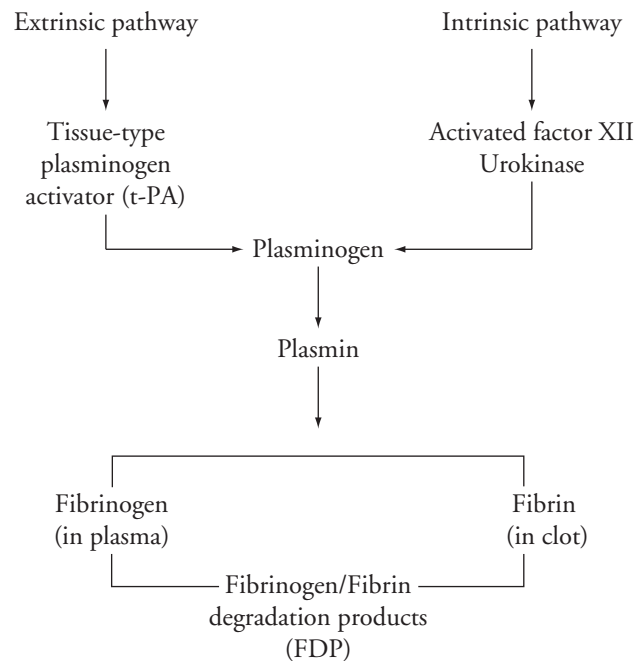 Extrinsic pathway
Intrinsic pathway
Tissue-type
plasminogen
activator (t-PA)
Activated factor XII
Urokinase
Plasminogen
Plasmin
Fibrinogen
(in plasma)
Fibrin
(in clot)
Fibrinogen/Fibrin
degradation products
(FDP)